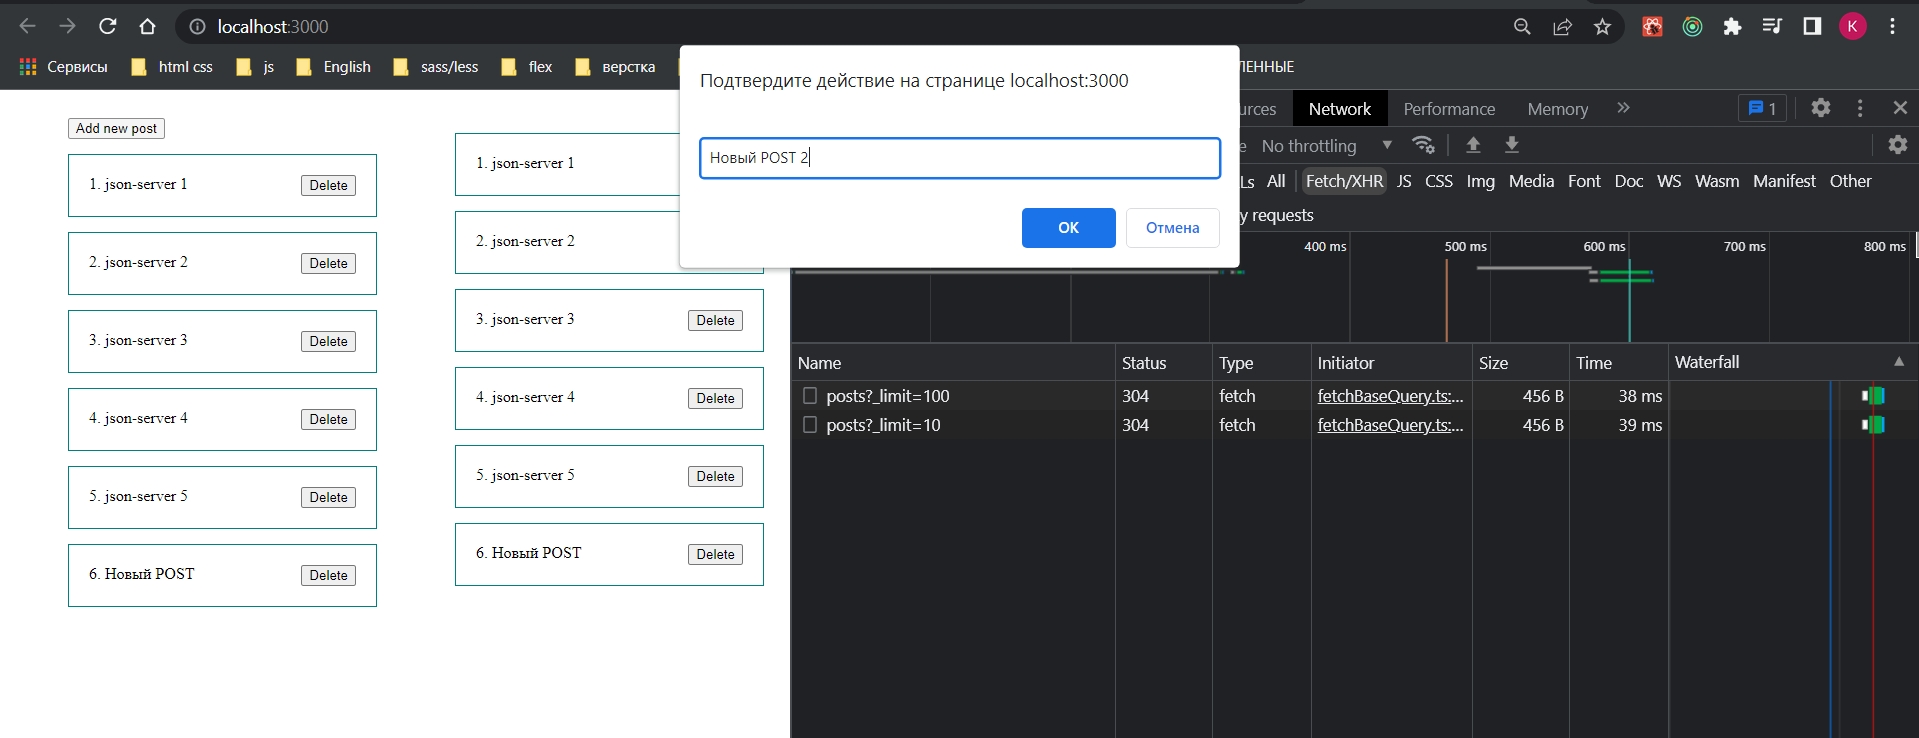 localhost:3000
K
Сервисы
html css
js
English
sass/less
flex
верстка
ЛЕННЫЕ
Подтвердите действие на странице localhost:3000
Новый POST 2
ОК
Отмена
Add new post
1. json-server 1 Delete
2. json-server 2 Delete
3. json-server 3 Delete
4. json-server 4 Delete
5. json-server 5 Delete
6. Новый POST Delete
1. json-server 1
2. json-server 2
3. json-server 3 Delete
4. json-server 4 Delete
5. json-server 5 Delete
6. Новый POST Delete
urces Network Performance Memory » 1
e No throttling
Ls All Fetch/XHR JS CSS Img Media Font Doc WS Wasm Manifest Other
y requests
400 ms 500 ms 600 ms 700 ms 800 ms
Name Status Type Initiator Size Time Waterfall
posts?_limit=100 304 fetch fetchBaseQuery.ts:... 456 B 38 ms
posts?_limit=10 304 fetch fetchBaseQuery.ts:... 456 B 39 ms